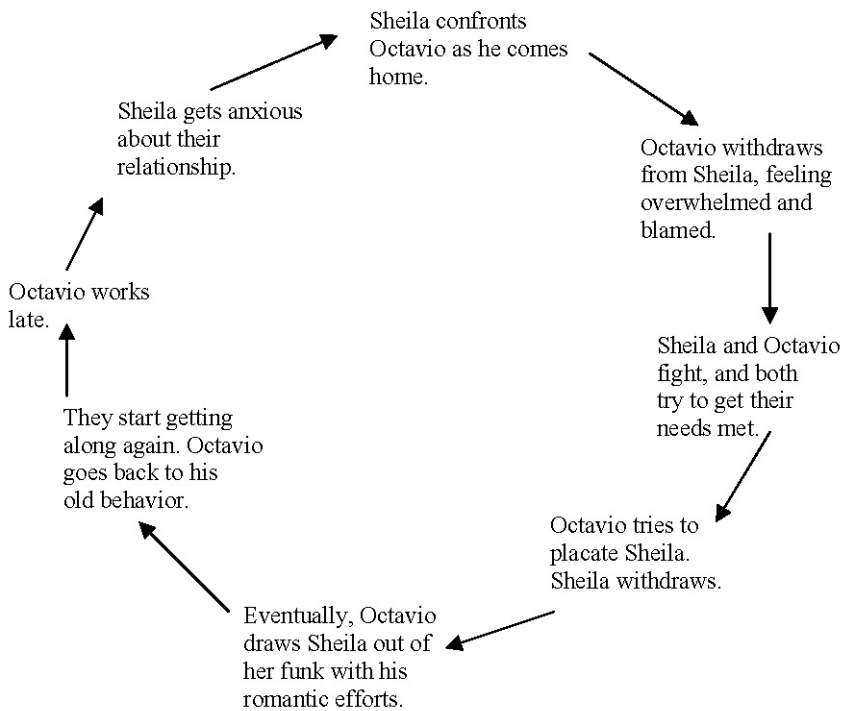 Sheila confronts
Octavio as he comes
home.
Octavio withdraws
from Sheila, feeling
overwhelmed and
blamed.
Sheila and Octavio
fight, and both
try to get their
needs met.
Octavio tries to
placate Sheila.
Sheila withdraws.
Eventually, Octavio
draws Sheila out of
her funk with his
romantic efforts.
They start getting
along again. Octavio
goes back to his
old behavior.
Octavio works
late.
Sheila gets anxious
about their
relationship.